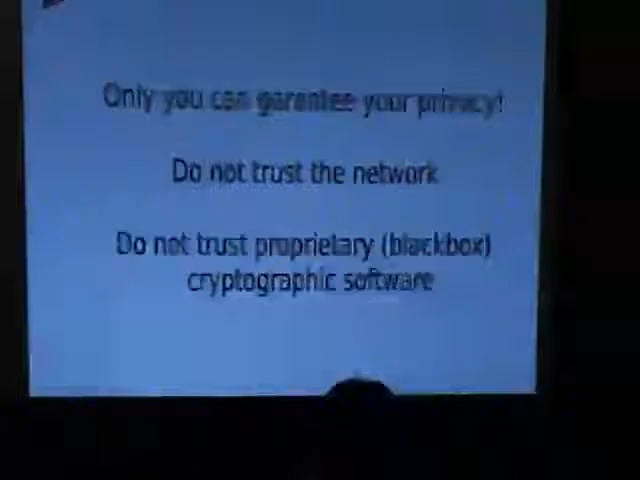 Only you can garantee your privacy!
Do not trust the network
Do not trust proprietary (blackbox)
cryptographic software